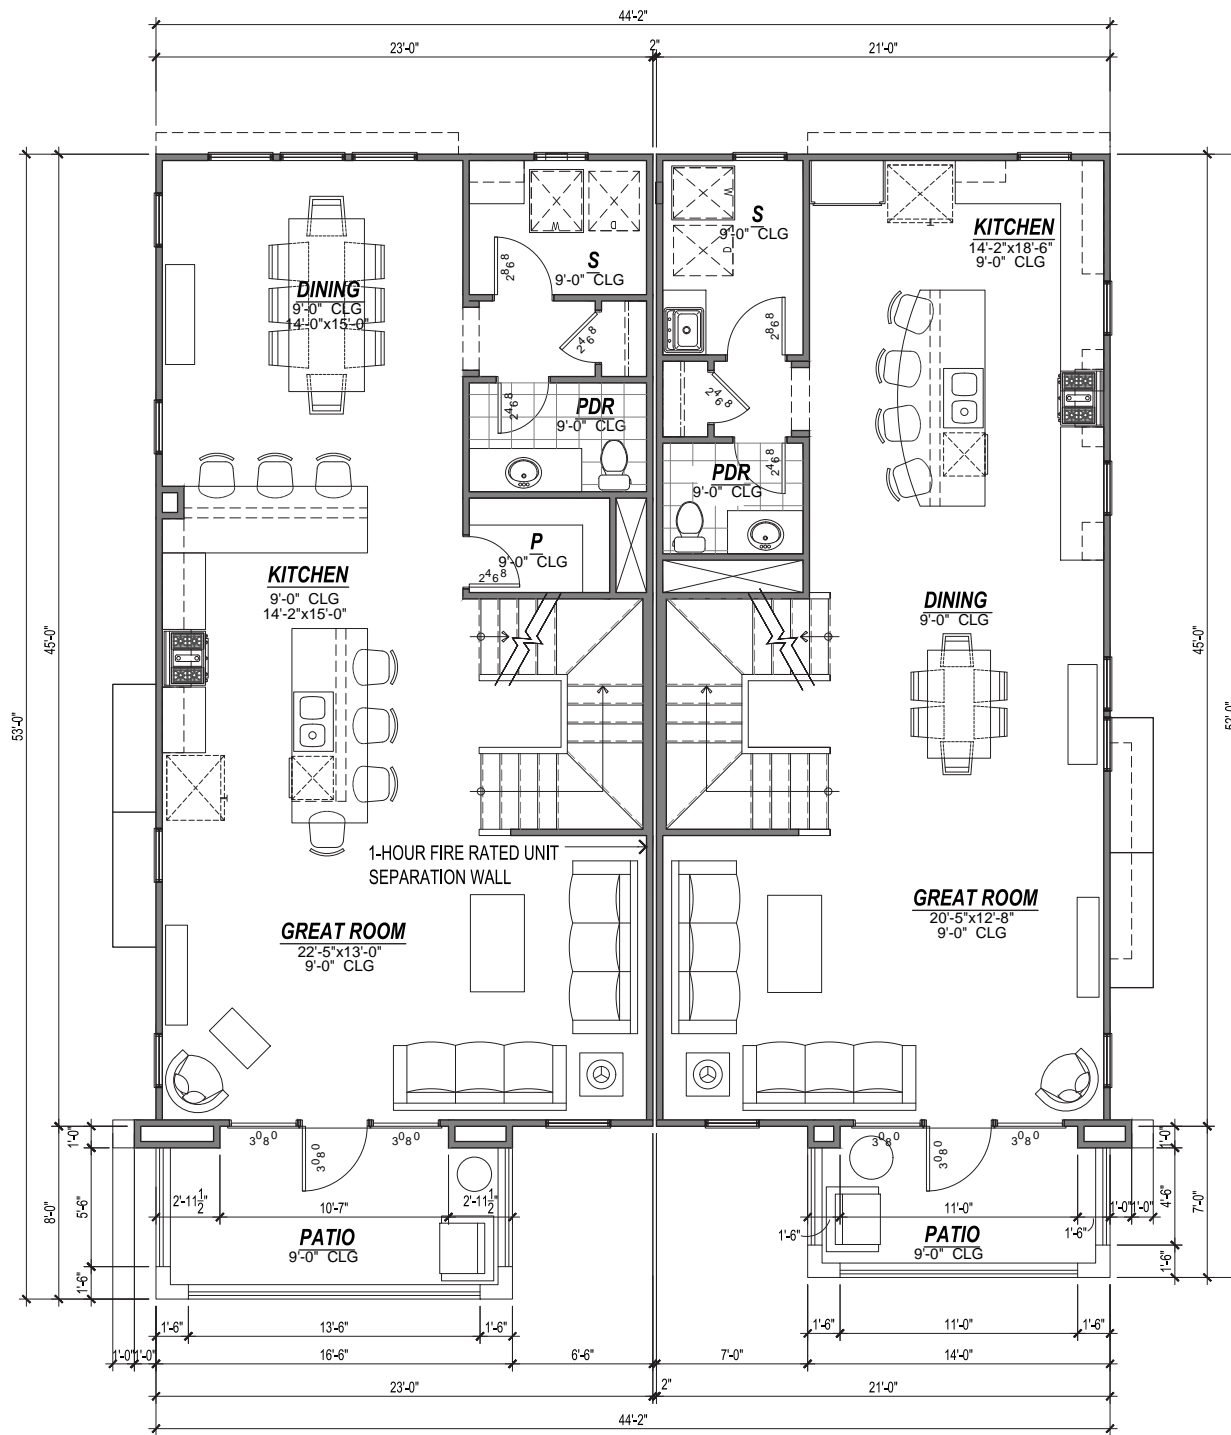 44'-2"
23'-0"
2"
21'-0"
S
9'-0" CLG
W
D
2868
W
D
S
9'-0" CLG
KITCHEN
14'-2"x18'-6"
9'-0" CLG
DINING
9'-0" CLG
14'-0"x15'-0"
2468
2868
2468
PDR
9'-0" CLG
2468
PDR
9'-0" CLG
2468
P
9'-0" CLG
2468
KITCHEN
9'-0" CLG
14'-2"x15'-0"
DINING
9'-0" CLG
53'-0"
45'-0"
45'-0"
52'-0"
1-HOUR FIRE RATED UNIT
SEPARATION WALL
GREAT ROOM
22'-5"x13'-0"
9'-0" CLG
GREAT ROOM
20'-5"x12'-8"
9'-0" CLG
1'-0"
3080
3080
3080
3080
3080
3080
1'-0"
8'-0"
5'-6"
1'-6"
2'-11 1/2"
10'-7"
2'-11 1/2"
1'-6"
11'-0"
1'-6"
1'-0"
1'-0"
4'-6"
7'-0"
1'-6"
PATIO
9'-0" CLG
PATIO
9'-0" CLG
1'-6"
13'-6"
1'-6"
1'-6"
11'-0"
1'-6"
1'-0"
1'-0"
16'-6"
6'-6"
7'-0"
14'-0"
23'-0"
2"
21'-0"
44'-2"